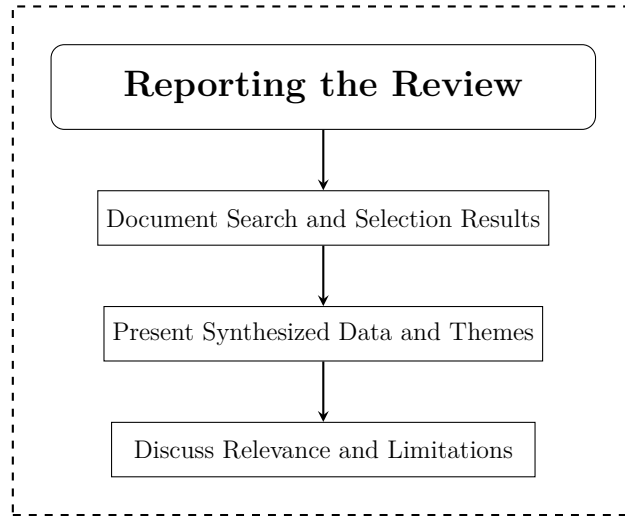 Reporting the Review
Document Search and Selection Results
Present Synthesized Data and Themes
Discuss Relevance and Limitations